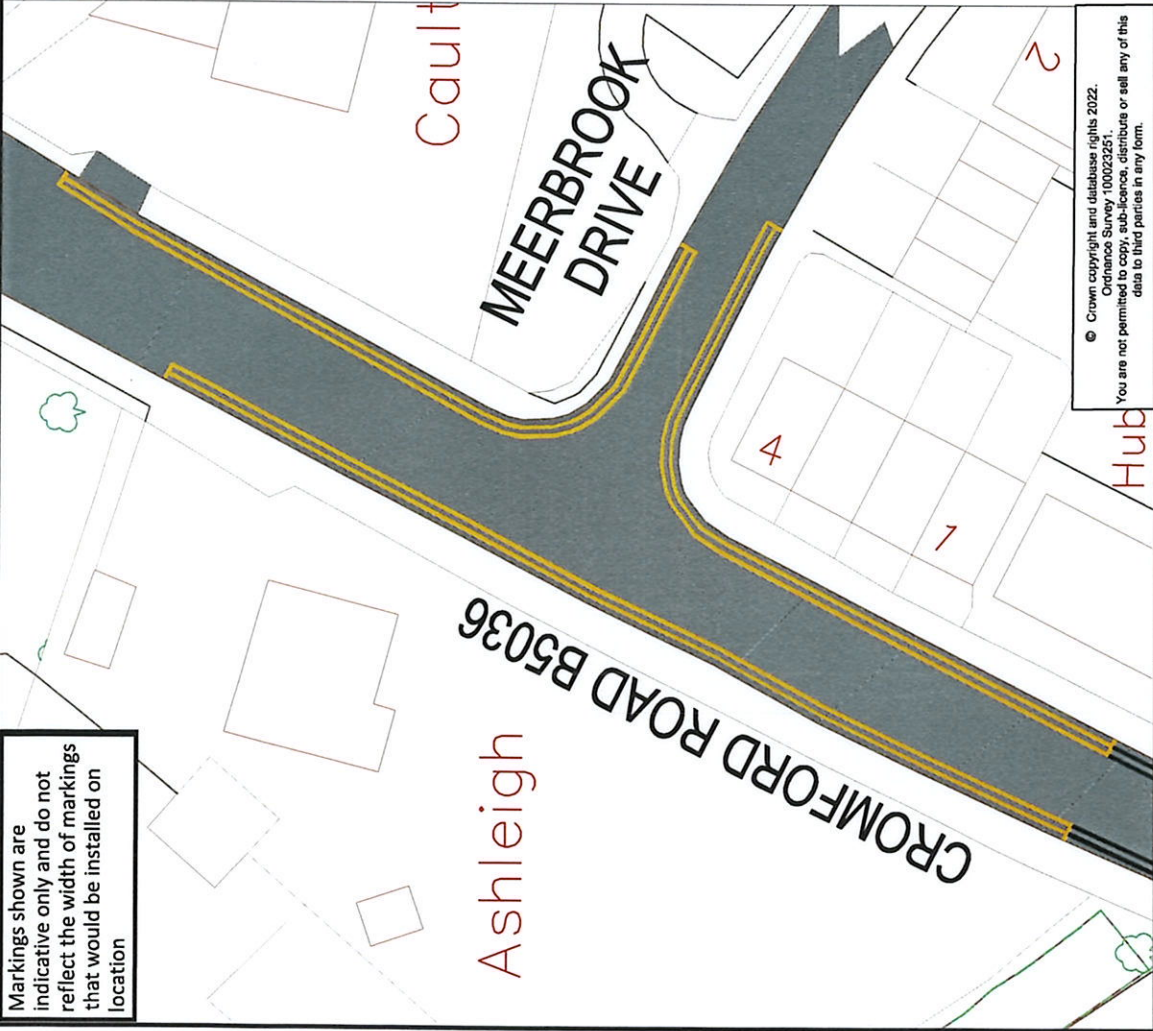 Markings shown are
indicative only and do not
reflect the width of markings
that would be installed on
location
Cault
MEERBROOK
DRIVE
2
4
1
CROMFORD ROAD B5036
Ashleigh
Hub
© Crown copyright and database rights 2022.
Ordnance Survey 100023251.
You are not permitted to copy, sub-licence, distribute or sell any of this
data to third parties in any form.